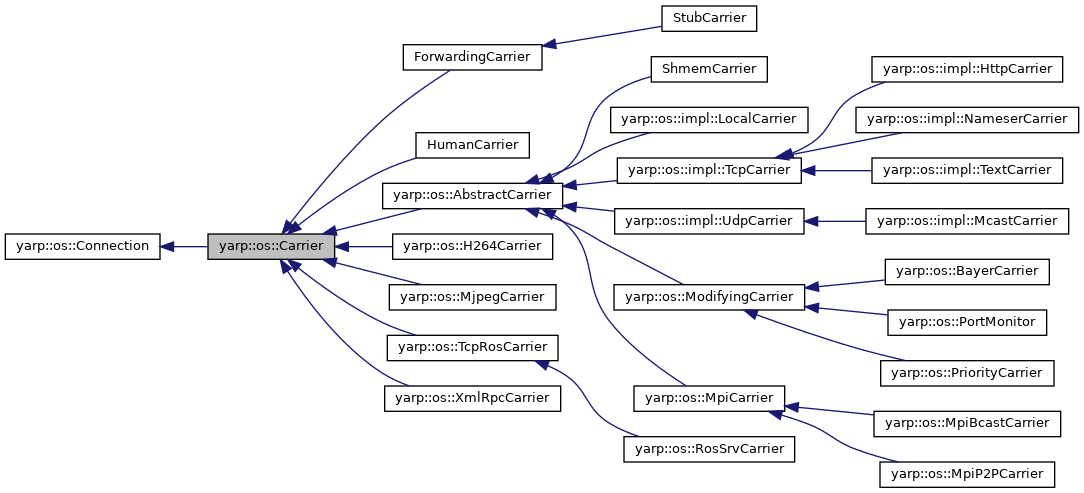 StubCarrier
ForwardingCarrier
ShmemCarrier
yarp::os::impl::HttpCarrier
yarp::os::impl::LocalCarrier
yarp::os::impl::NameserCarrier
HumanCarrier
yarp::os::impl::TcpCarrier
yarp::os::impl::TextCarrier
yarp::os::AbstractCarrier
yarp::os::impl::UdpCarrier
yarp::os::impl::McastCarrier
yarp::os::Connection
yarp::os::Carrier
yarp::os::H264Carrier
yarp::os::BayerCarrier
yarp::os::MjpegCarrier
yarp::os::ModifyingCarrier
yarp::os::PortMonitor
yarp::os::TcpRosCarrier
yarp::os::PriorityCarrier
yarp::os::XmlRpcCarrier
yarp::os::MpiCarrier
yarp::os::MpiBcastCarrier
yarp::os::RosSrvCarrier
yarp::os::MpiP2PCarrier